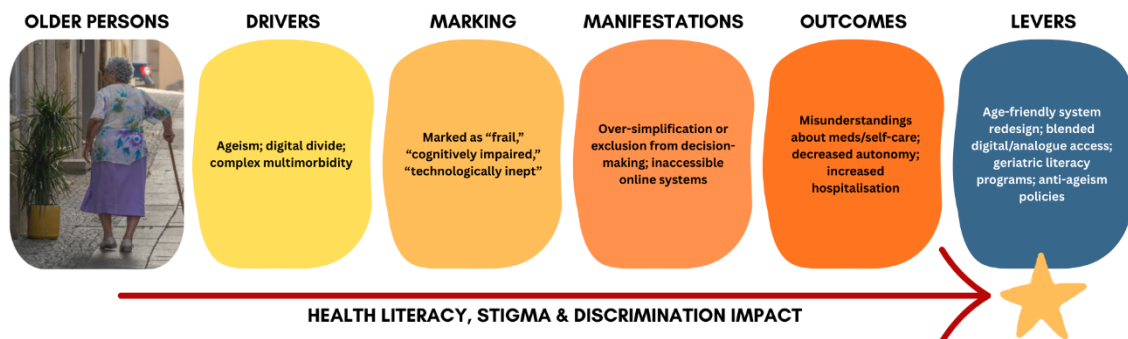 OLDER PERSONS
DRIVERS
MARKING
MANIFESTATIONS
OUTCOMES
LEVERS
Ageism; digital divide;
complex multimorbidity
Marked as “frail,”
“cognitively impaired,”
“technologically inept”
Over-simplification or
exclusion from decision-
making; inaccessible
online systems
Misunderstandings
about meds/self-care;
decreased autonomy;
increased
hospitalisation
Age-friendly system
redesign; blended
digital/analogue access;
geriatric literacy
programs; anti-ageism
policies
HEALTH LITERACY, STIGMA & DISCRIMINATION IMPACT